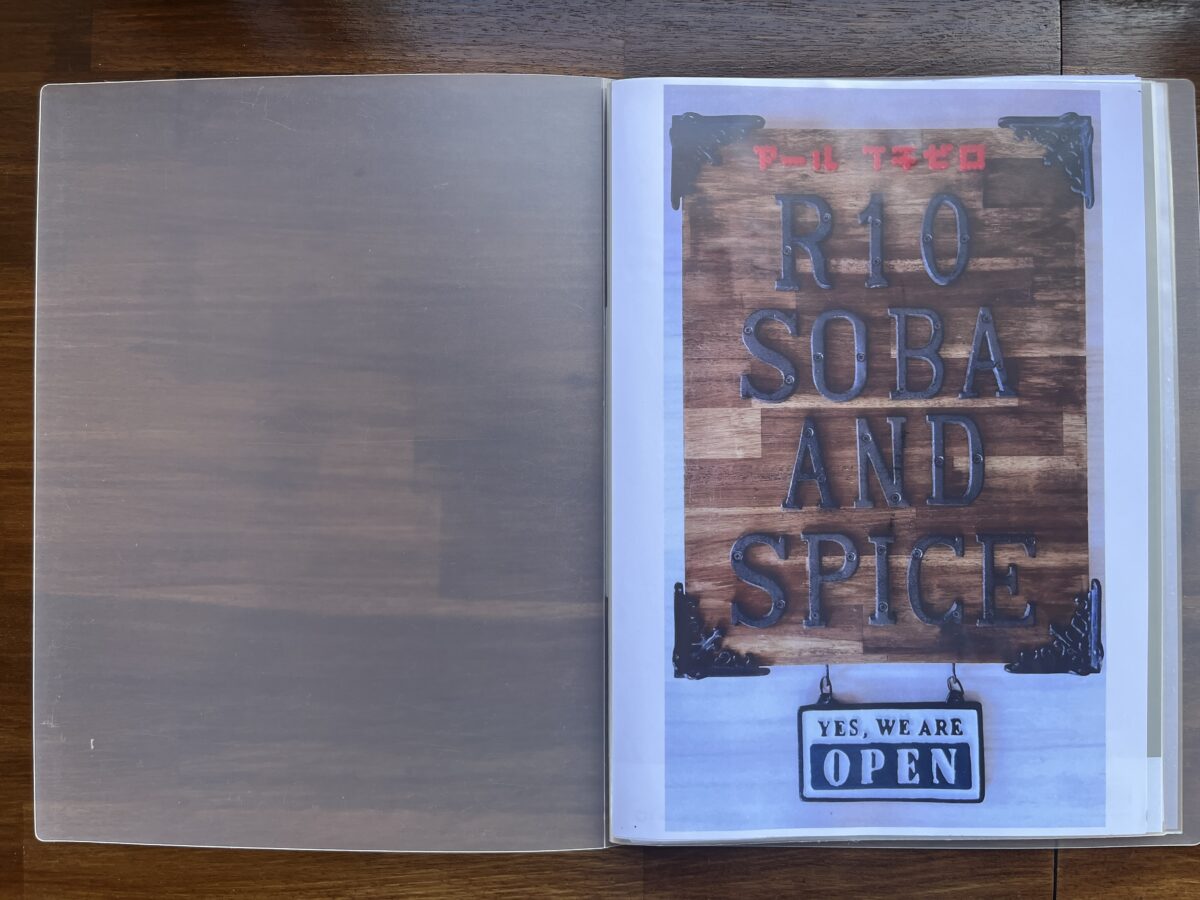 アール イチゼロ
R10
SOBA
AND
SPICE
YES, WE ARE
OPEN